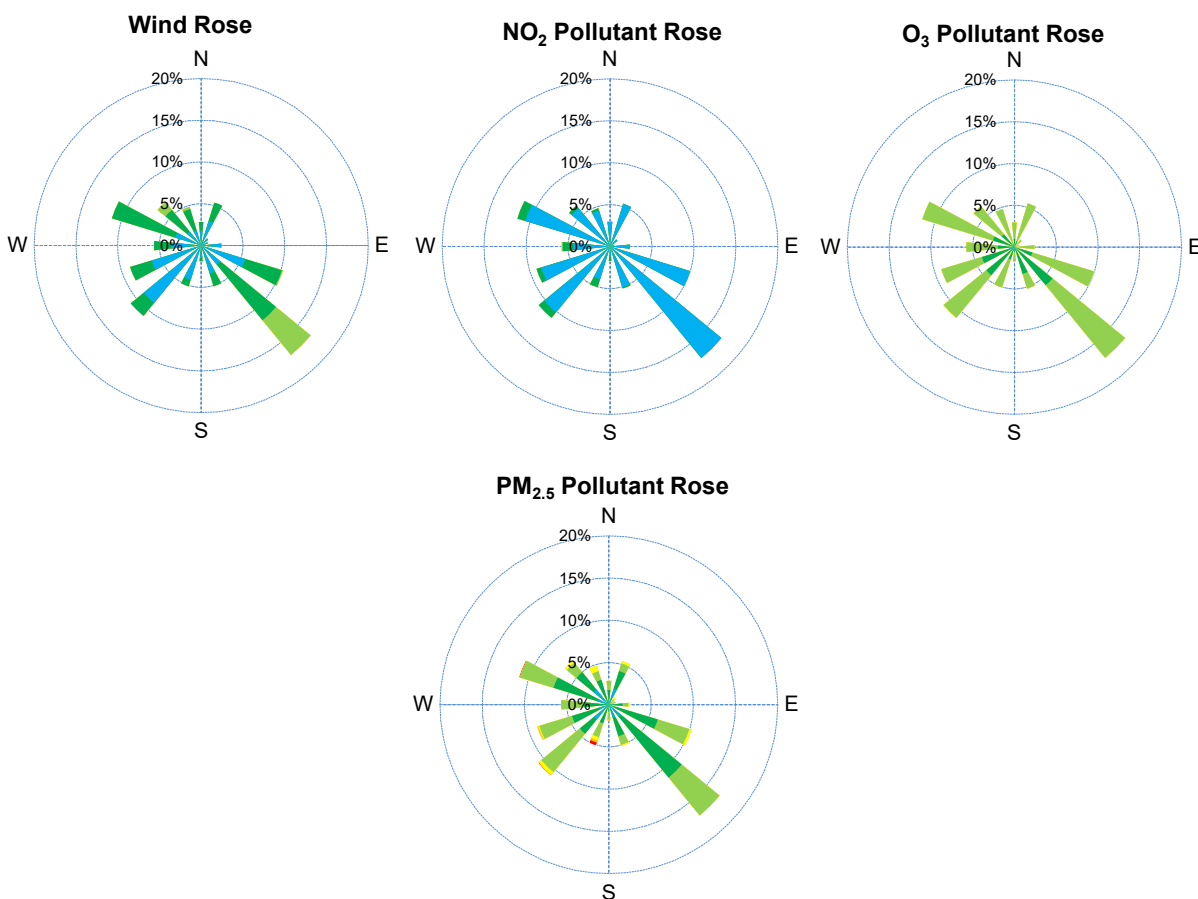 Wind Rose
N
20%
15%
10%
5%
0%
W
E
S
NO₂ Pollutant Rose
N
20%
15%
10%
5%
0%
W
E
S
O₃ Pollutant Rose
N
20%
15%
10%
5%
0%
W
E
S
PM₂.₅ Pollutant Rose
N
20%
15%
10%
5%
0%
W
E
S